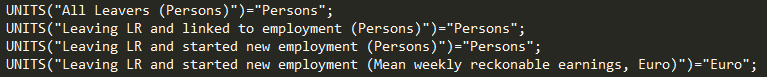 UNITS("All Leavers (Persons)")="Persons";
UNITS("Leaving LR and linked to employment (Persons)")="Persons";
UNITS("Leaving LR and started new employment (Persons)")="Persons";
UNITS("Leaving LR and started new employment (Mean weekly reckonable earnings, Euro)")="Euro";